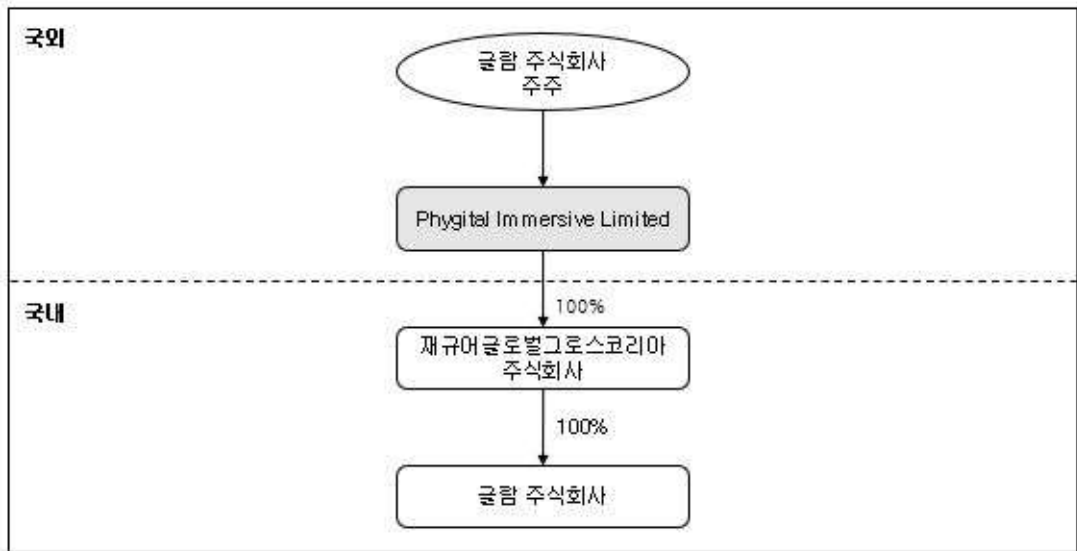 국외
글람 주식회사
주주
Phygital Immersive Limited
국내
100%
재규어글로벌그로스코리아
주식회사
100%
글람 주식회사